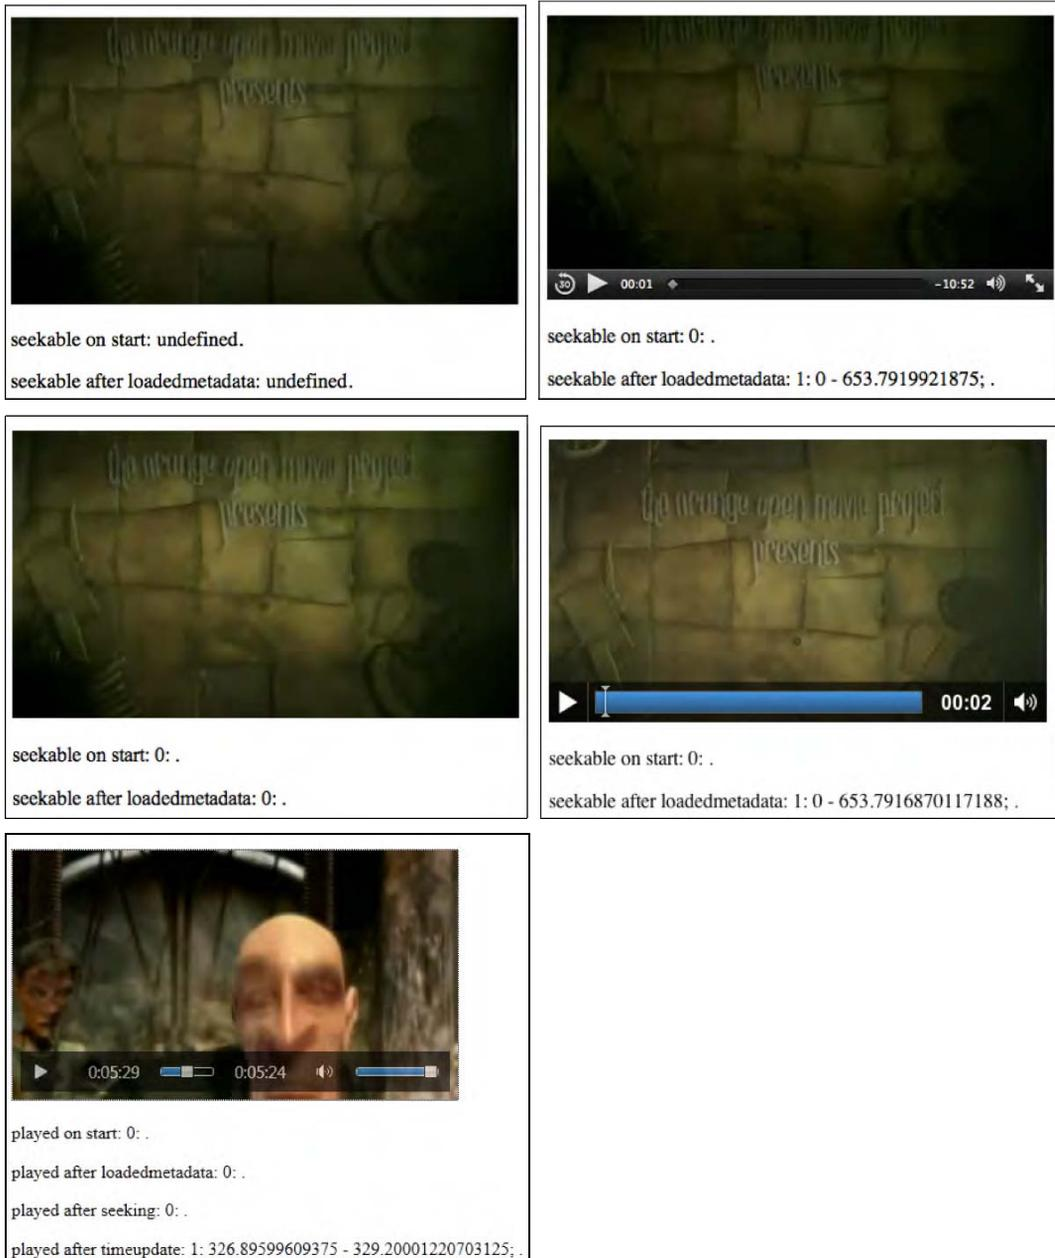 the orange open movie project
presents
seekable on start: undefined.
seekable after loadedmetadata: undefined.
the orange open movie project
presents
30
00:01
-10:52
seekable on start: 0: .
seekable after loadedmetadata: 1: 0 - 653.7919921875; .
the orange open movie project
presents
seekable on start: 0: .
seekable after loadedmetadata: 0: .
the orange open movie project
presents
00:02
seekable on start: 0: .
seekable after loadedmetadata: 1: 0 - 653.7916870117188; .
0:05:29
0:05:24
played on start: 0: .
played after loadedmetadata: 0: .
played after seeking: 0: .
played after timeupdate: 1: 326.89599609375 - 329.20001220703125; .